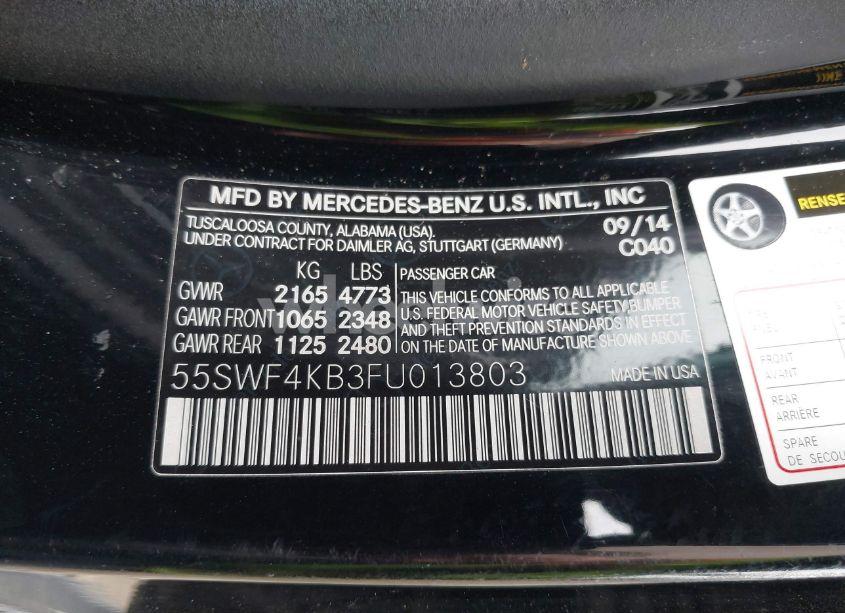 MFD BY MERCEDES-BENZ U.S. INTL., INC
TUSCALOOSA COUNTY, ALABAMA (USA).
UNDER CONTRACT FOR DAIMLER AG, STUTTGART (GERMANY)
09/14
C040
KG LBS
GVWR 2165 4773
GAWR FRONT 1065 2348
GAWR REAR 1125 2480
PASSENGER CAR
THIS VEHICLE CONFORMS TO ALL APPLICABLE
U.S. FEDERAL MOTOR VEHICLE SAFETY, BUMPER
AND THEFT PREVENTION STANDARDS IN EFFECT
ON THE DATE OF MANUFACTURE SHOWN ABOVE
55SWF4KB3FU013803
MADE IN USA
FRONT
AVANT
REAR
ARRIÈRE
SPARE